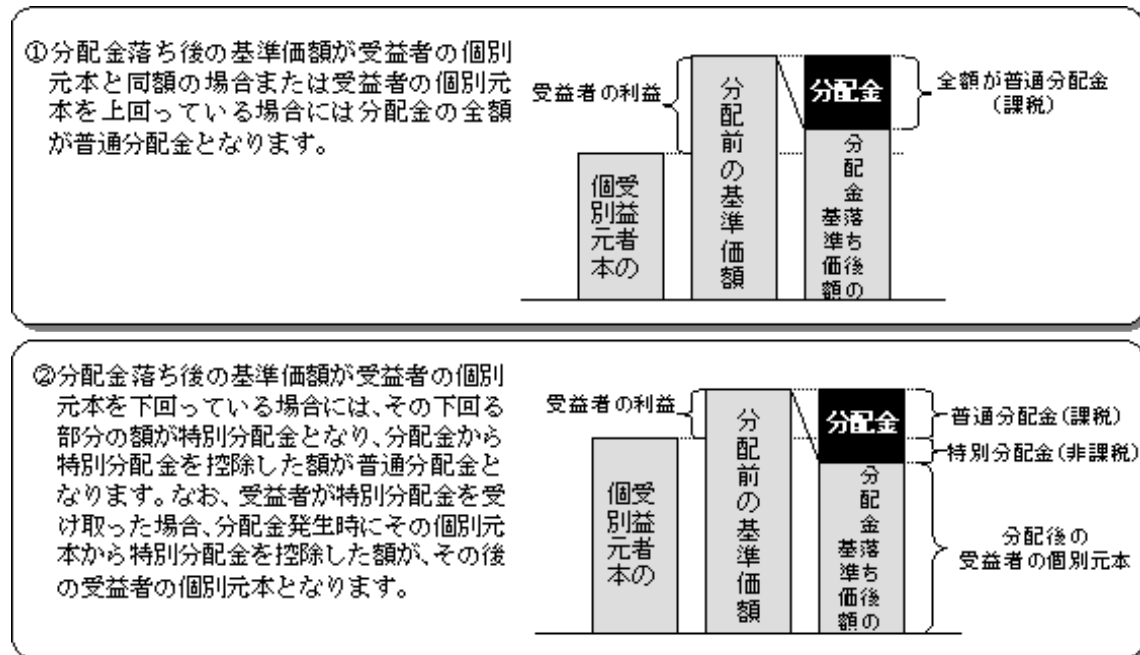 ①分配金落ち後の基準価額が受益者の個別
元本と同額の場合または受益者の個別元
本を上回っている場合には分配金の全額
が普通分配金となります。
受益者の利益
受益者の
個別元本
分配前の基準価額
分配金
分配金落ち後の
基準価額
全額が普通分配金
(課税)
②分配金落ち後の基準価額が受益者の個別
元本を下回っている場合には、その下回る
部分の額が特別分配金となり、分配金から
特別分配金を控除した額が普通分配金と
なります。なお、受益者が特別分配金を受
け取った場合、分配金発生時にその個別元
本から特別分配金を控除した額が、その後
の受益者の個別元本となります。
受益者の利益
受益者の
個別元本
分配前の基準価額
分配金
分配金落ち後の
基準価額
普通分配金(課税)
特別分配金(非課税)
分配後の
受益者の個別元本